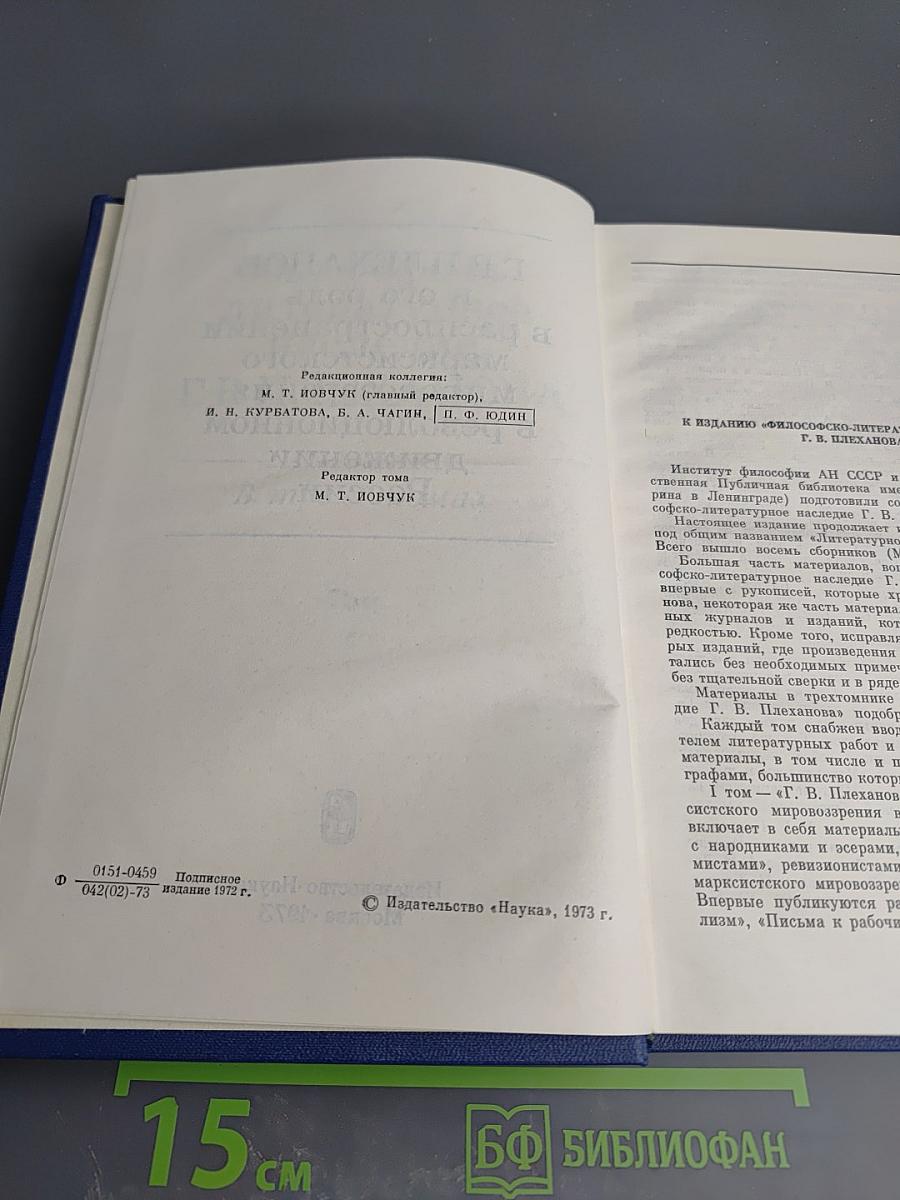 Редакционная коллегия:
М. Т. ИОВЧУК (главный редактор),
И. Н. КУРБАТОВА, Б. А. ЧАГИН, П. Ф. ЮДИН
Редактор тома
М. Т. ИОВЧУК
Ф 0151-0459 Подписное
042(02)-73 издание 1972 г.
© Издательство «Наука», 1973 г.
К ИЗДАНИЮ «ФИЛОСОФСКО-ЛИТЕРА
Г. В. ПЛЕХАНОВА
Институт философии АН СССР и
ственная Публичная библиотека име
рина в Ленинграде) подготовили со
софско-литературное наследие Г. В.
Настоящее издание продолжает
под общим названием «Литературно
Всего вышло восемь сборников (М
Большая часть материалов, во
софско-литературное наследие Г.
впервые с рукописей, которые хр
нова, некоторая же часть материа
ных журналов и изданий, кот
редкостью. Кроме того, исправля
рых изданий, где произведения
тались без необходимых примеч
без тщательной сверки и в ряде
Материалы в трехтомнике
дие Г. В. Плеханова» подобр
Каждый том снабжен ввод
телем литературных работ и
материалы, в том числе и п
графами, большинство котор
I том — «Г. В. Плеханов
систского мировоззрения в
включает в себя материаль
с народниками и эсерами,
мистами», ревизионистами
марксистского мировоззре
Впервые публикуются ра
лизм», «Письма к рабочи
15 см
БФ БИБЛИОФАН